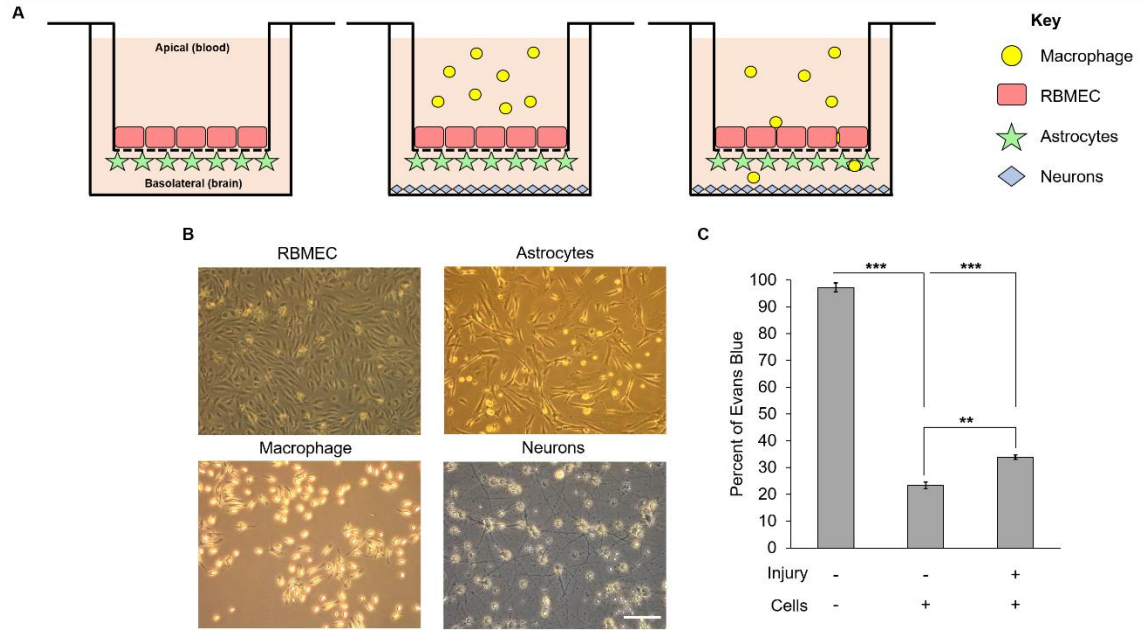 A
Apical (blood)
Basolateral (brain)
Key
Macrophage
RBMEC
Astrocytes
Neurons
B
RBMEC
Astrocytes
Macrophage
Neurons
C
Percent of Evans Blue
100
90
80
70
60
50
40
30
20
10
0
***
***
**
Injury - - +
Cells - + +